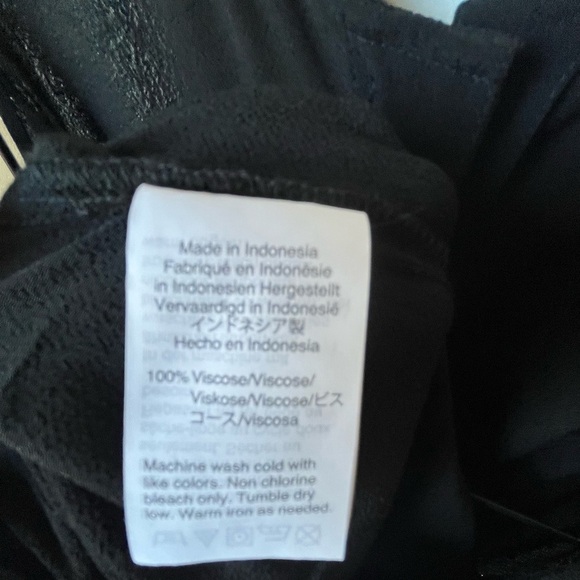 Made in Indonesia
Fabriqué en Indonésie
in Indonesien Hergestellt
Vervaardigd in Indonesië
インドネシア製
Hecho en Indonesia
100% Viscose/Viscose/
Viskose/Viscose/ビス
コース/viscosa
Machine wash cold with
like colors. Non chlorine
bleach only. Tumble dry
low. Warm iron as needed.